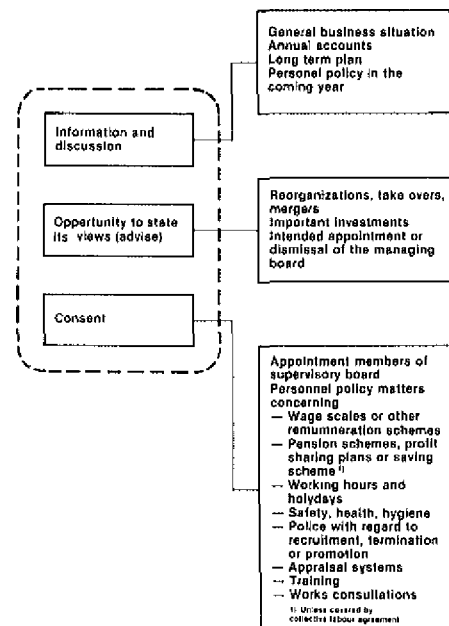 General business situation
Annual accounts
Long term plan
Personel policy in the
coming year
Information and
discussion
Opportunity to state
its views (advise)
Reorganizations, take overs,
mergers
Important investments
Intended appointment or
dismissal of the managing
board
Consent
Appointment members of
supervisory board
Personnel policy matters
concerning
— Wage scales or other
remuneration schemes
— Pension schemes, profit
sharing plans or saving
scheme ¹⁾
— Working hours and
holydays
— Safety, health, hygiene
— Police with regard to
recruitment, termination
or promotion
— Appraisal systems
— Training
— Works consultations
¹⁾ Unless covered by
collective labour agreement